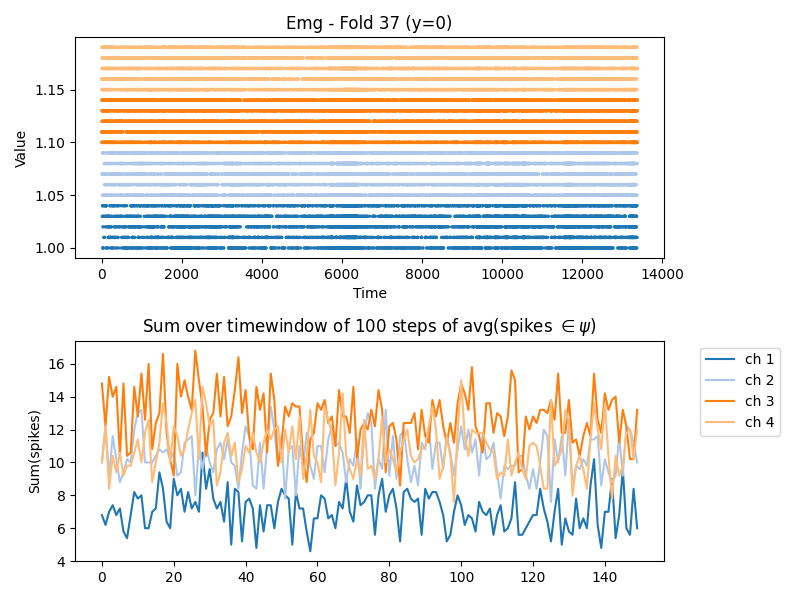 Emg - Fold 37 (y=0)
Value
1.15
1.10
1.05
1.00
0 2000 4000 6000 8000 10000 12000 14000
Time
Sum over timewindow of 100 steps of avg(spikes ∈ψ)
Sum(spikes)
16
14
12
10
8
6
4
0 20 40 60 80 100 120 140
ch 1
ch 2
ch 3
ch 4